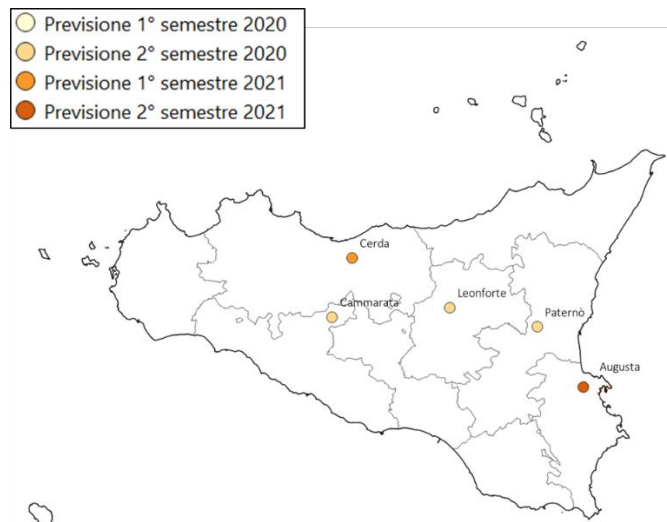 Previsione 1° semestre 2020
Previsione 2° semestre 2020
Previsione 1° semestre 2021
Previsione 2° semestre 2021
Cerda
Cammarata
Leonforte
Paternò
Augusta